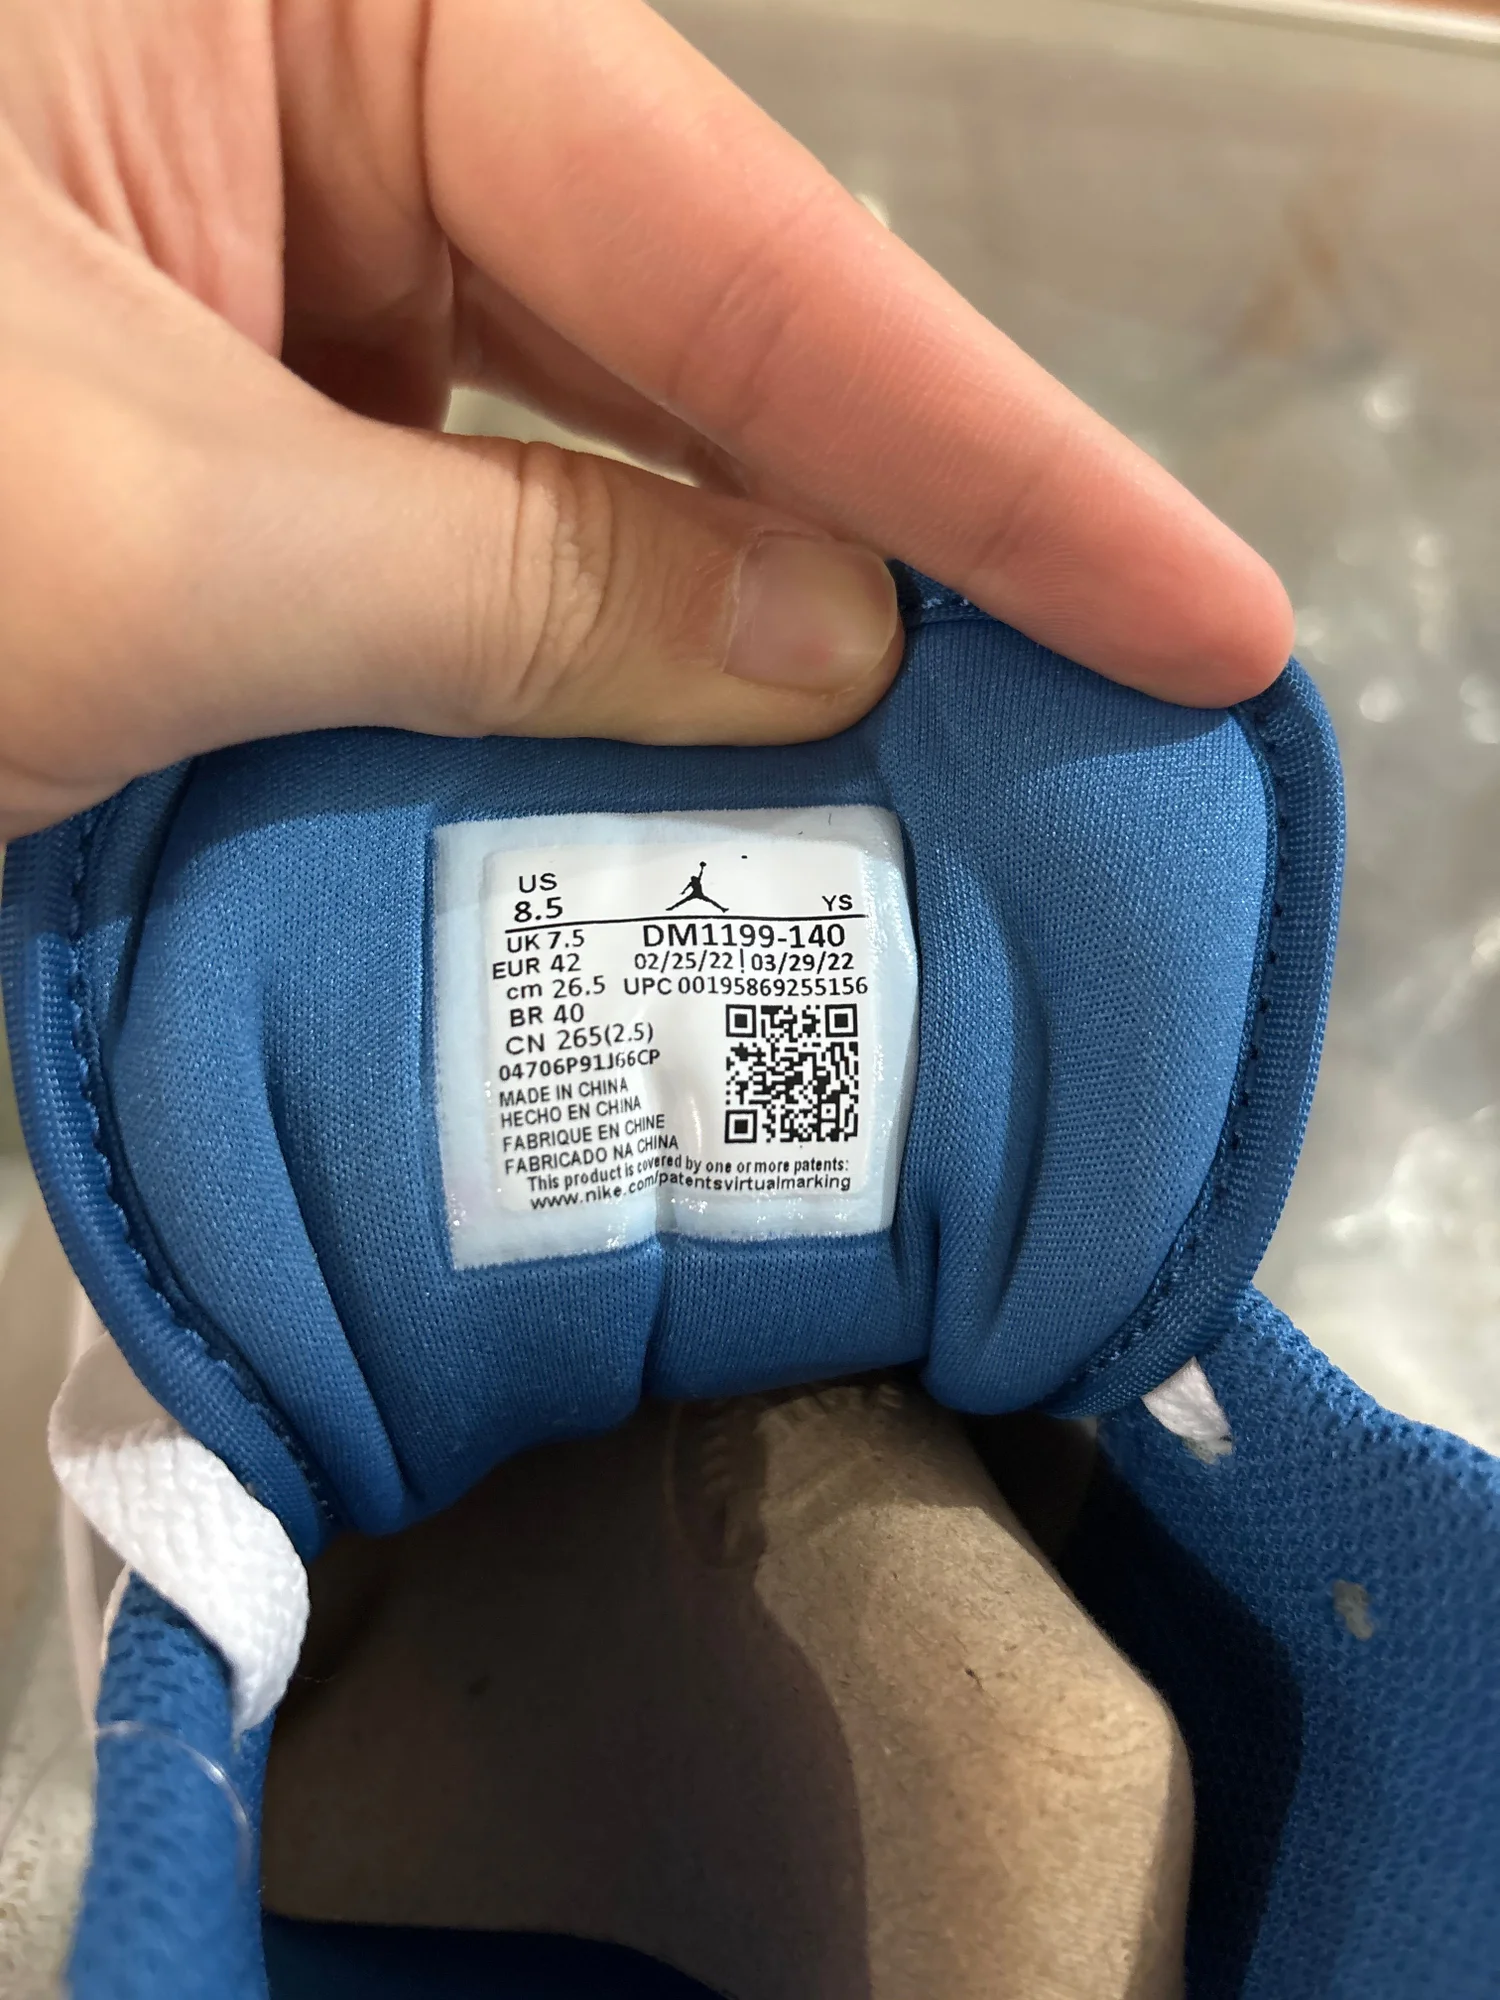 US
8.5 YS
UK 7.5 DM1199-140
EUR 42 02/25/22 | 03/29/22
cm 26.5 UPC 00195869255156
BR 40
CN 265(2.5)
04706P91J66CP
MADE IN CHINA
HECHO EN CHINA
FABRIQUE EN CHINE
FABRICADO NA CHINA
This product is covered by one or more patents:
www.nike.com/patentsvirtualmarking